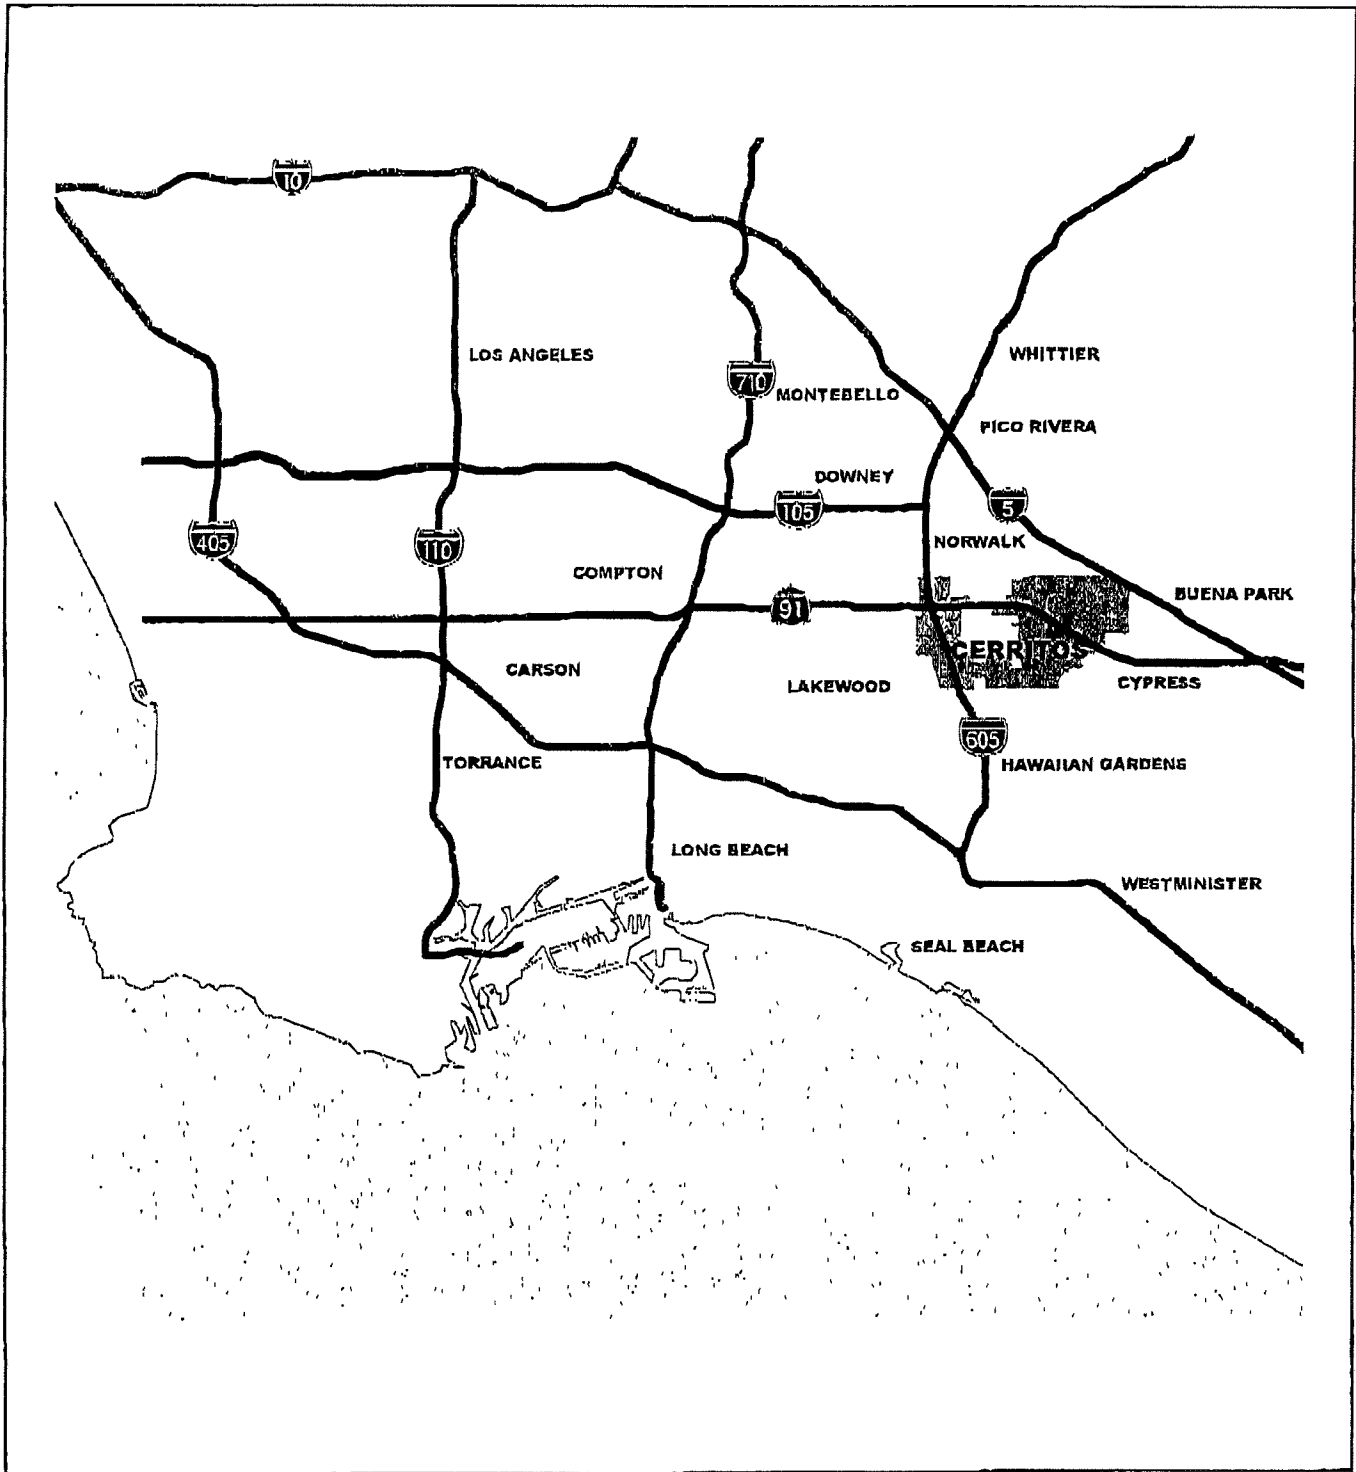 10
LOS ANGELES
WHITTIER
710
MONTEBELLO
PICO RIVERA
DOWNEY
105
5
405
110
NORWALK
COMPTON
91
BUENA PARK
CERRITOS
CARSON
LAKEWOOD
CYPRESS
605
TORRANCE
HAWAIIAN GARDENS
LONG BEACH
WESTMINISTER
SEAL BEACH